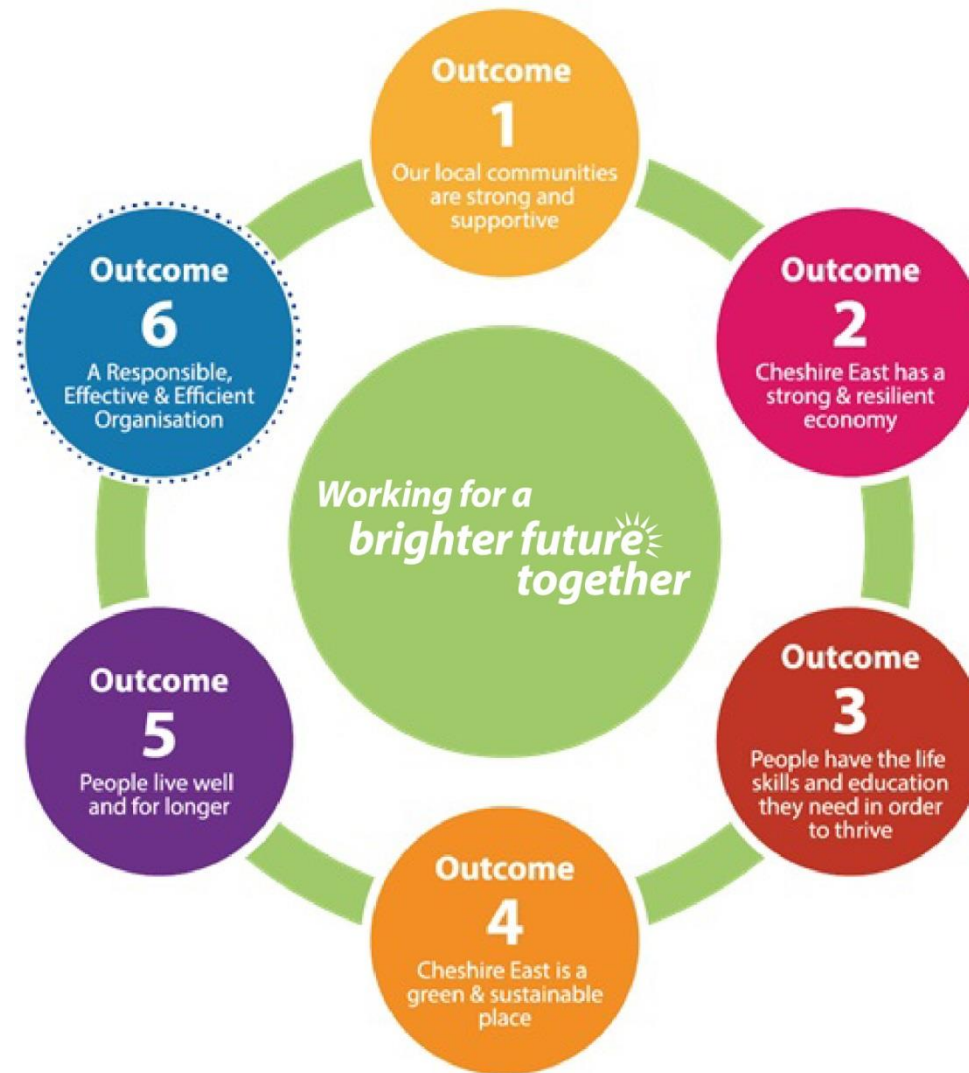 Outcome
1
Our local communities
are strong and
supportive
Outcome
2
Cheshire East has a
strong & resilient
economy
Outcome
3
People have the life
skills and education
they need in order
to thrive
Outcome
4
Cheshire East is a
green & sustainable
place
Outcome
5
People live well
and for longer
Outcome
6
A Responsible,
Effective & Efficient
Organisation
Working for a
brighter future
together